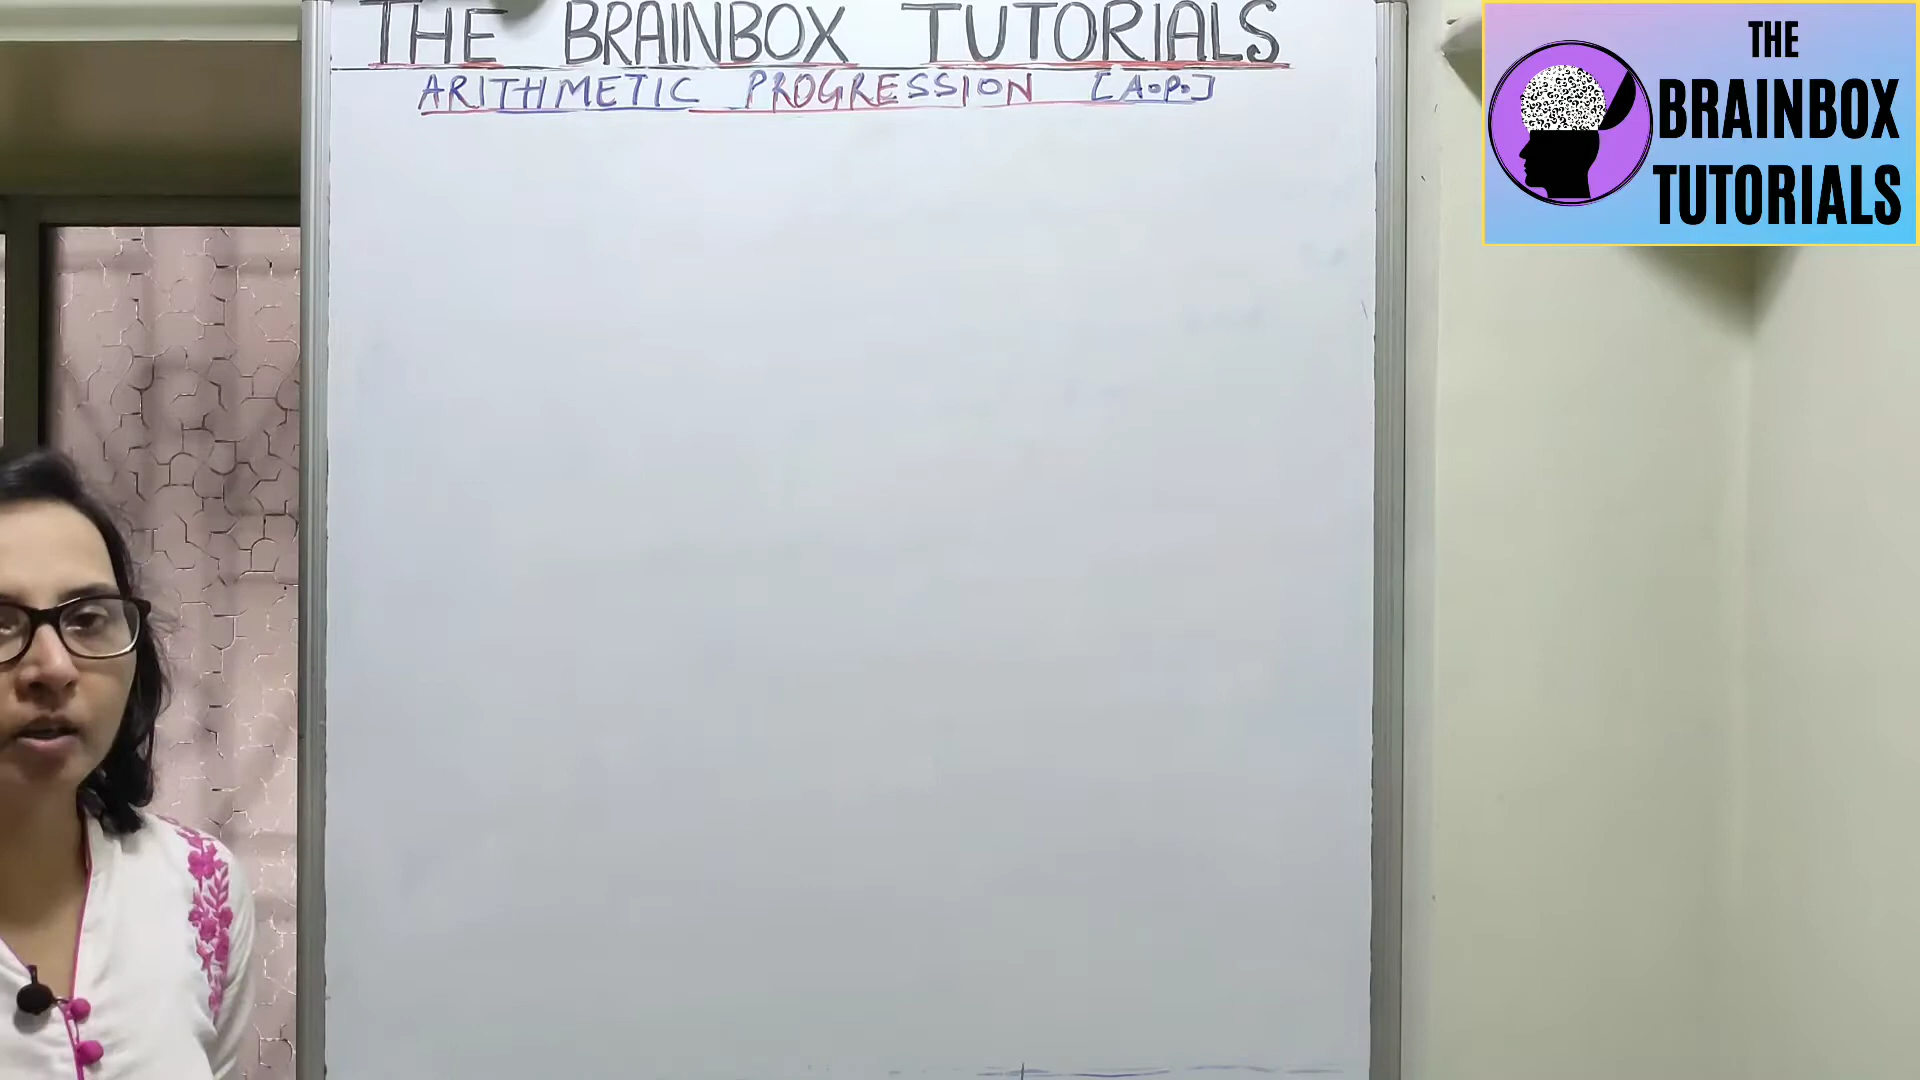 THE BRAINBOX TUTORIALS
ARITHMETIC PROGRESSION [A.P.]
THE
BRAINBOX
TUTORIALS